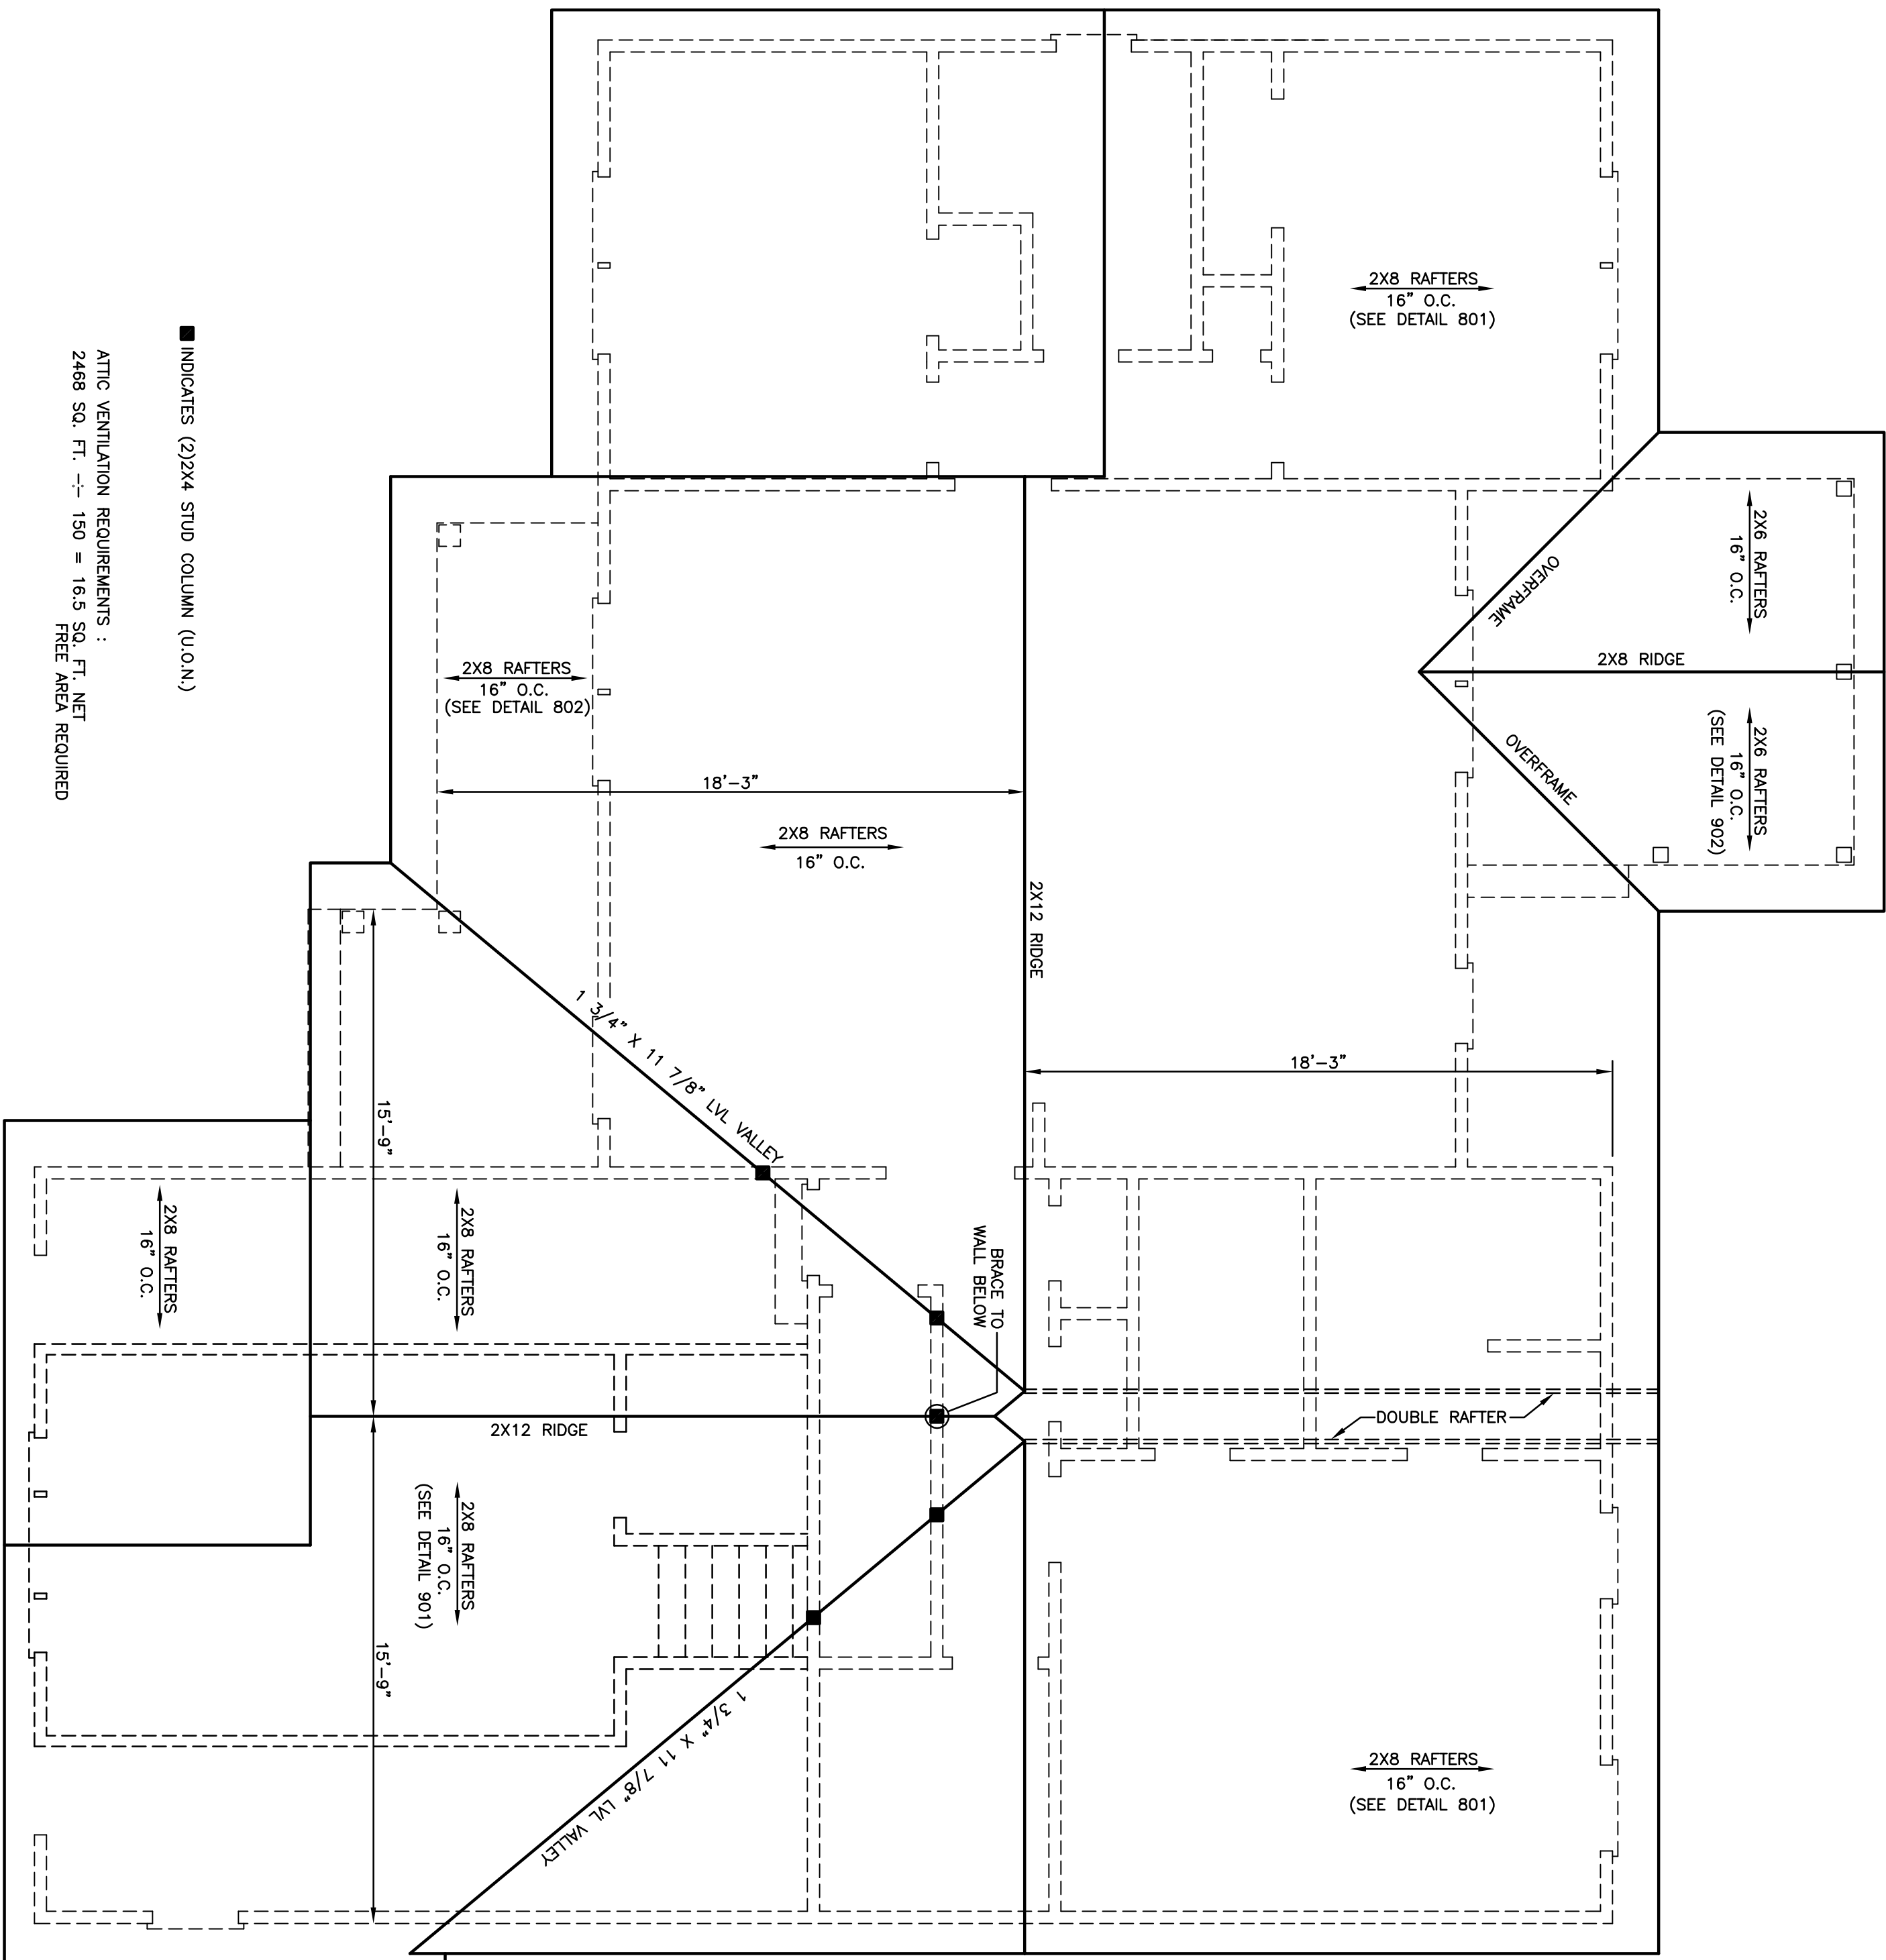 2X8 RAFTERS
16" O.C.
(SEE DETAIL 801)
2X6 RAFTERS
16" O.C.
OVERFRAME
2X8 RIDGE
2X6 RAFTERS
16" O.C.
(SEE DETAIL 902)
OVERFRAME
■ INDICATES (2)2X4 STUD COLUMN (U.O.N.)
ATTIC VENTILATION REQUIREMENTS :
2468 SQ. FT. ÷ 150 = 16.5 SQ. FT. NET
FREE AREA REQUIRED
2X8 RAFTERS
16" O.C.
(SEE DETAIL 802)
18'-3"
2X8 RAFTERS
16" O.C.
2X12 RIDGE
18'-3"
1 3/4" X 11 7/8" LVL VALLEY
15'-9"
2X8 RAFTERS
16" O.C.
2X8 RAFTERS
16" O.C.
BRACE TO
WALL BELOW
DOUBLE RAFTER
2X12 RIDGE
2X8 RAFTERS
16" O.C.
(SEE DETAIL 901)
15'-9"
1 3/4" X 11 7/8" LVL VALLEY
2X8 RAFTERS
16" O.C.
(SEE DETAIL 801)